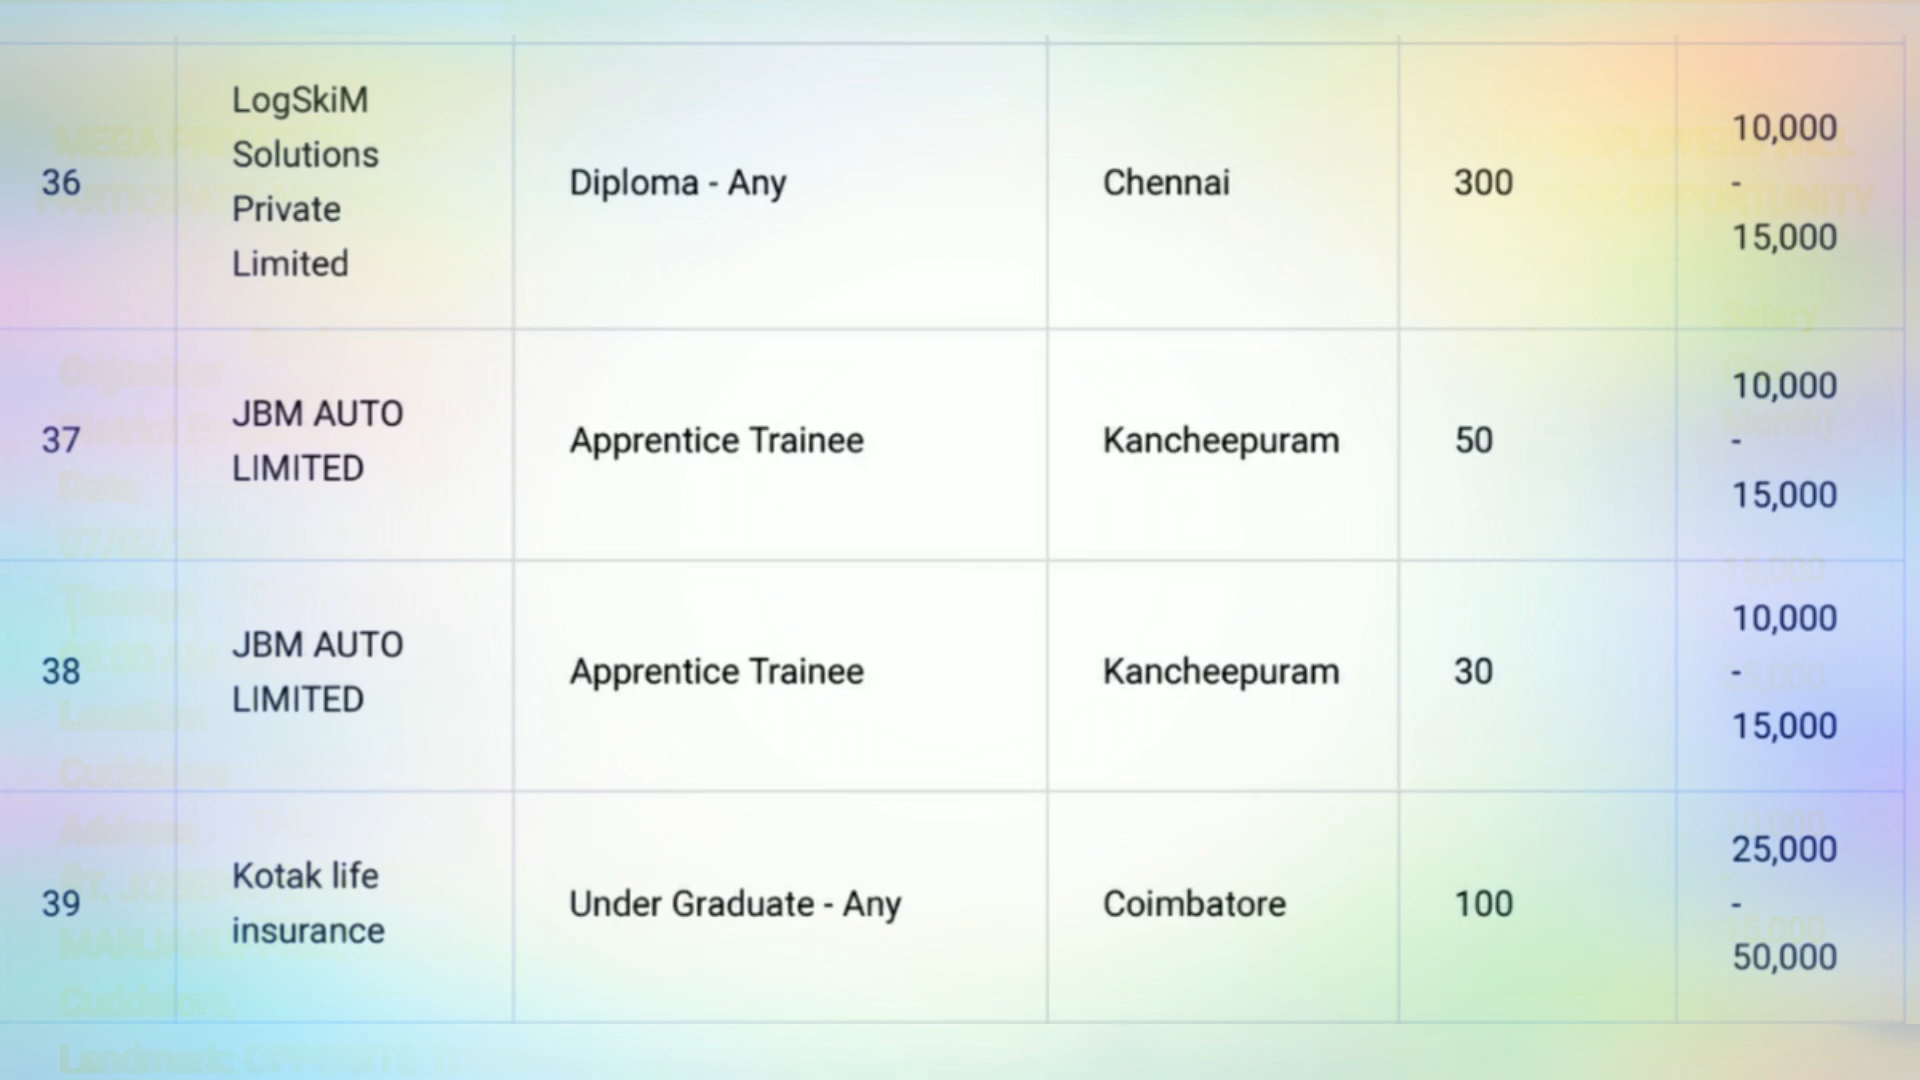 36
LogSkiM
Solutions
Private
Limited
Diploma - Any
Chennai
300
10,000
-
15,000
37
JBM AUTO
LIMITED
Apprentice Trainee
Kancheepuram
50
10,000
-
15,000
38
JBM AUTO
LIMITED
Apprentice Trainee
Kancheepuram
30
10,000
-
15,000
39
Kotak life
insurance
Under Graduate - Any
Coimbatore
100
25,000
-
50,000